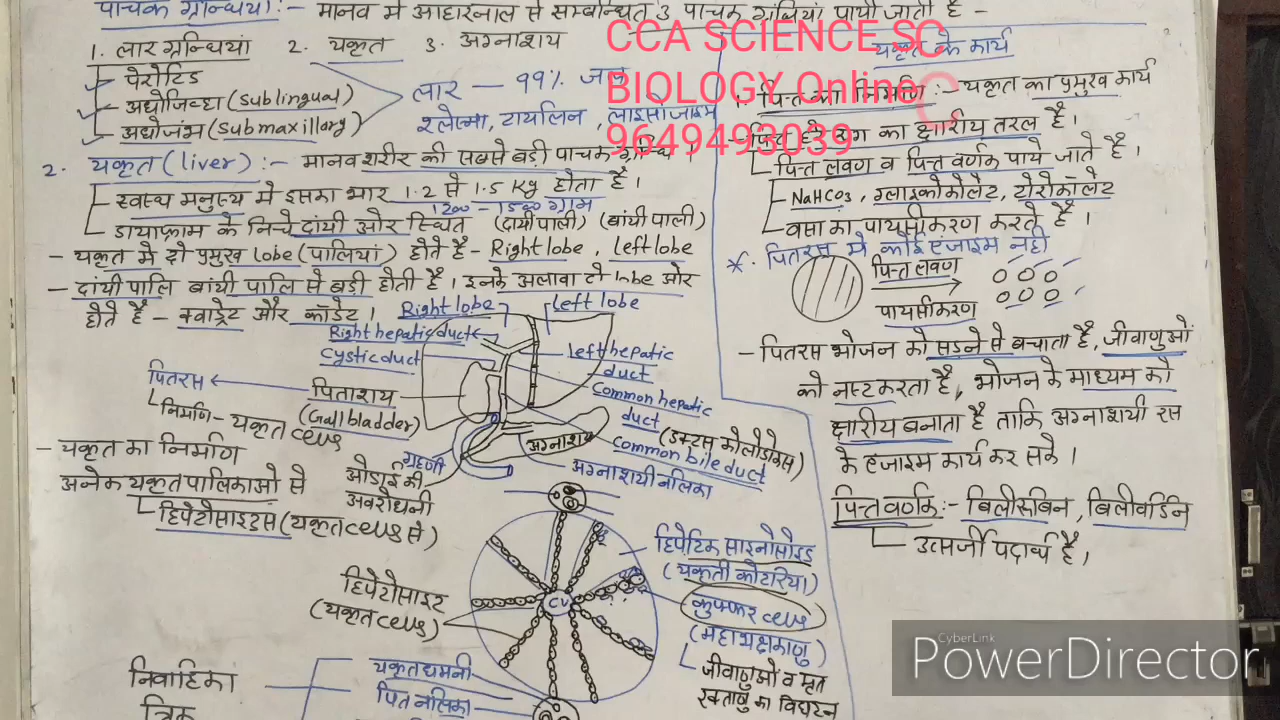 पाचक ग्रन्थियां :- मानव में आहारनाल से सम्बन्धित 3 पाचक ग्रंथियां पायी जाती है -
1. लार ग्रन्थियां 2. यकृत 3. अग्नाशय
पेरोटिड
अधोजिव्हा (sublingual)
अधोजंभ (submaxillary)
लार — 99% जल
श्लेष्मा, टायलिन, लाइसोजाइम
CCA SCIENCE SC
BIOLOGY Online C
9649493039
2. यकृत (liver) :- मानव शरीर की सबसे बड़ी पाचक ग्रन्थि
स्वस्थ मनुष्य में इसका भार 1.2 से 1.5 kg होता है।
1200 - 1500 ग्राम
डायाफ्राम के निचे दांयी ओर स्थित (दांयी पाली) (बांयी पाली)
- यकृत में दो प्रमुख Lobe (पालियां) होते है - Right lobe, Left lobe
- दांयी पालि बांयी पालि से बड़ी होती है। इनके अलावा दो lobe ओर
होते है - क्वाड्रेट और कॉडेट।
Right lobe
Left lobe
Right hepatic duct
Cystic duct
Left hepatic
duct
पितरस
पिताशय
(Gall bladder)
निर्माण - यकृत cells
Common hepatic
duct
(डक्टस कोलीडोकस)
common bile duct
अग्नाशय
अग्नाशयी नलिका
ग्रहणी
ओडाई की
अवरोधनी
- यकृत का निर्माण
अनेक यकृत पालिकाओं से
हिपेटोसाइट्स (यकृत cells से)
हिपेटोसाइट
(यकृत cells)
CV
हिपेटिक साइनोसोइड
(यकृती कोटरिया)
कुफ्फर cells
(महाभक्षकाणु)
जीवाणुओं व मृत
रक्ताणु का विघटन
यकृत धमनी
पित नलिका
निवाहिका
त्रिक
यकृत के कार्य
1. पित्त का निर्माण :- यकृत का प्रमुख कार्य
का क्षारीय तरल है।
पित्त लवण व पित्त वर्णक पाये जाते है।
NaHCO3, ग्लाइकोकोलेट, टोरोकोलेट
वसा का पायसीकरण करते है।
* पितरस में कोई एंजाइम नही
पित्त लवण
पायसीकरण
- पितरस भोजन को सडने से बचाता है, जीवाणुओं
को नष्ट करता है, भोजन के माध्यम को
क्षारीय बनाता है ताकि अग्नाशयी रस
के एंजाइम कार्य कर सके।
पित्त वर्णक :- बिलीरूबिन, बिलीवर्डिन
उत्सर्जी पदार्थ है,
CyberLink
PowerDirector